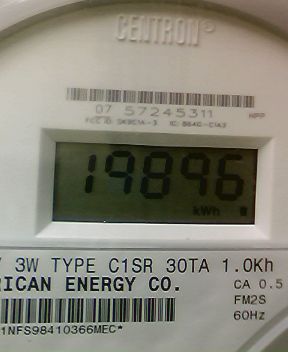 CENTRON®
07 57245311
19896
kWh
3W TYPE C1SR 30TA 1.0Kh
RICAN ENERGY CO.
CA 0.5
FM2S
60Hz
1NFS98410366MEC*